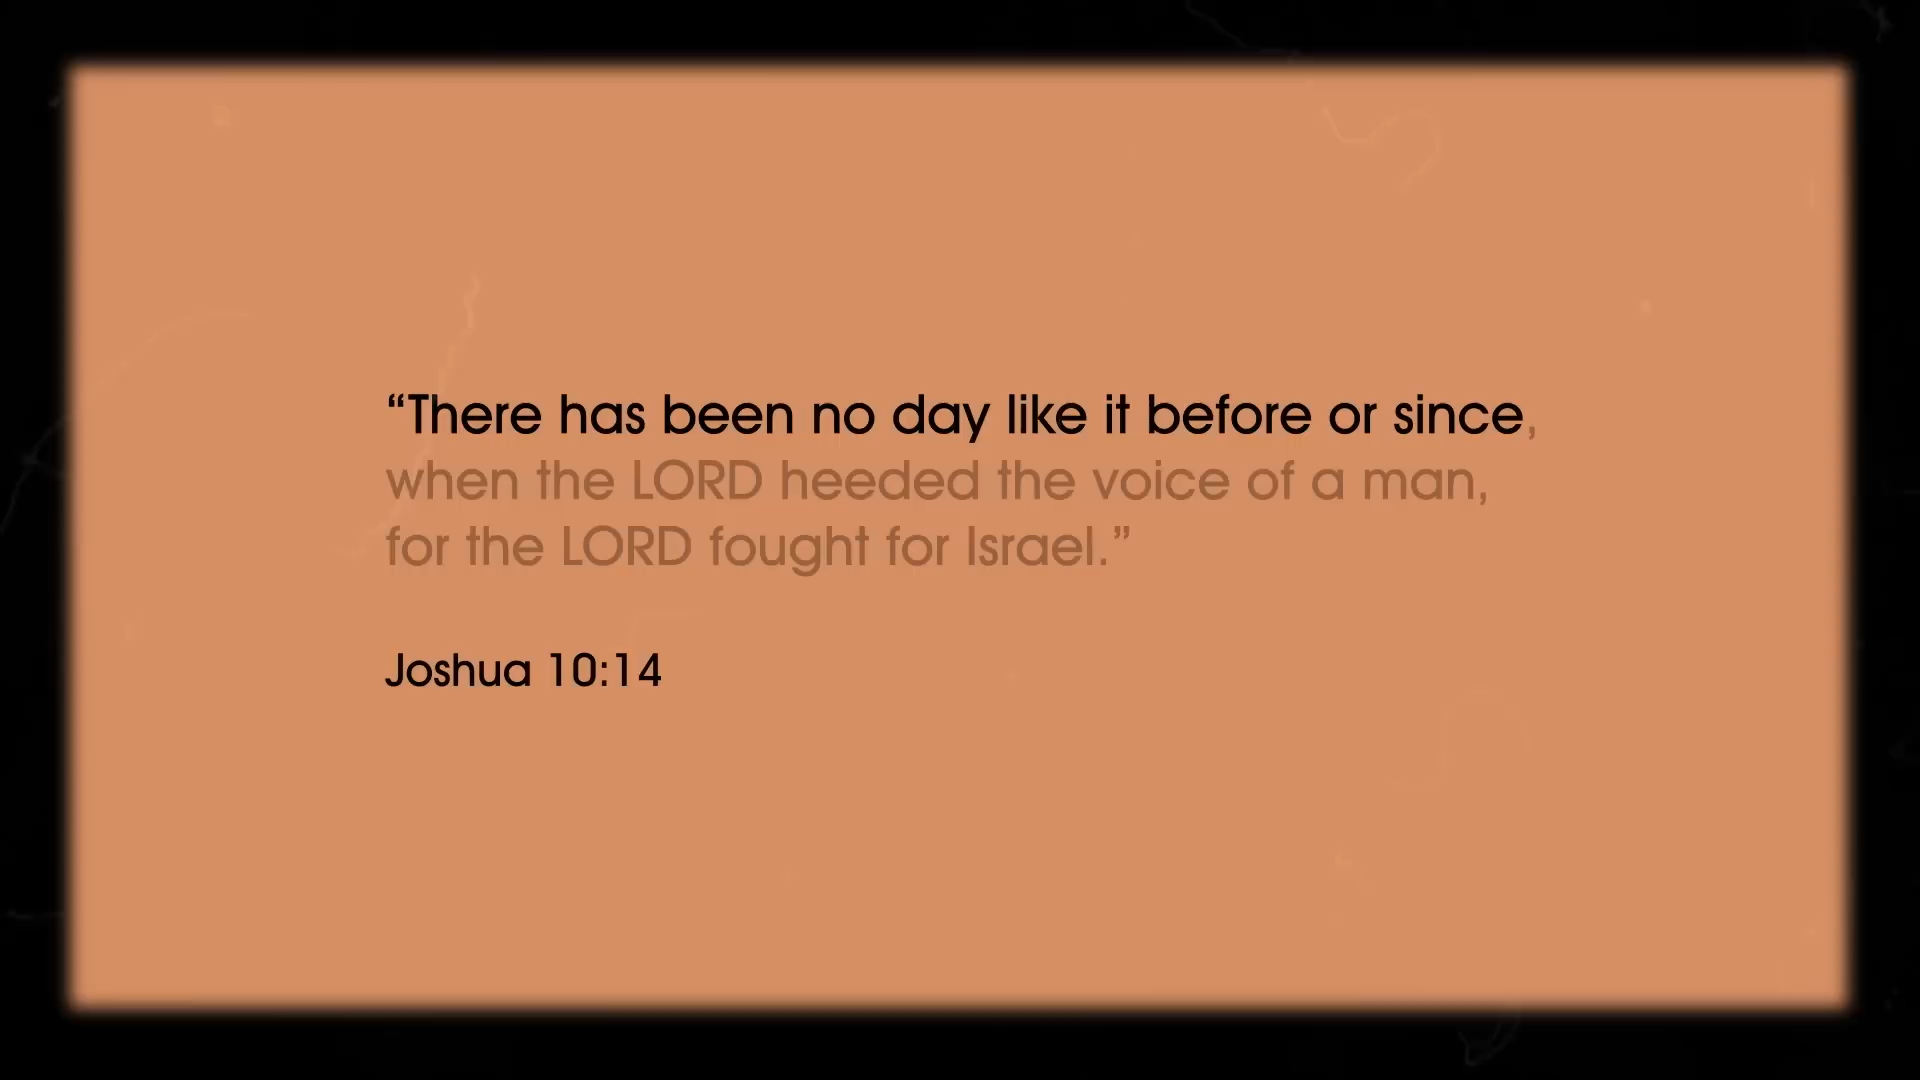 “There has been no day like it before or since,
when the LORD heeded the voice of a man,
for the LORD fought for Israel.”
Joshua 10:14